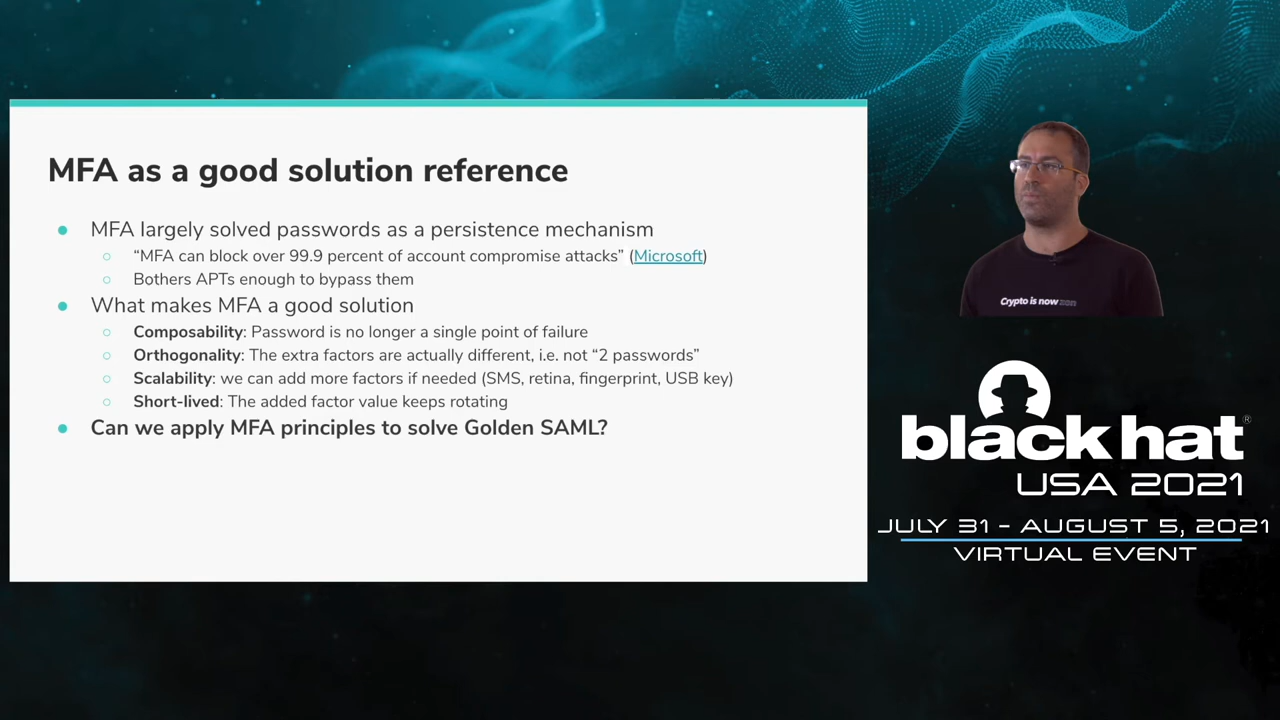 MFA as a good solution reference
● MFA largely solved passwords as a persistence mechanism
○ “MFA can block over 99.9 percent of account compromise attacks” (Microsoft)
○ Bothers APTs enough to bypass them
● What makes MFA a good solution
○ Composability: Password is no longer a single point of failure
○ Orthogonality: The extra factors are actually different, i.e. not “2 passwords”
○ Scalability: we can add more factors if needed (SMS, retina, fingerprint, USB key)
○ Short-lived: The added factor value keeps rotating
● Can we apply MFA principles to solve Golden SAML?
Crypto is now
black hat®
USA 2021
JULY 31 - AUGUST 5, 2021
VIRTUAL EVENT